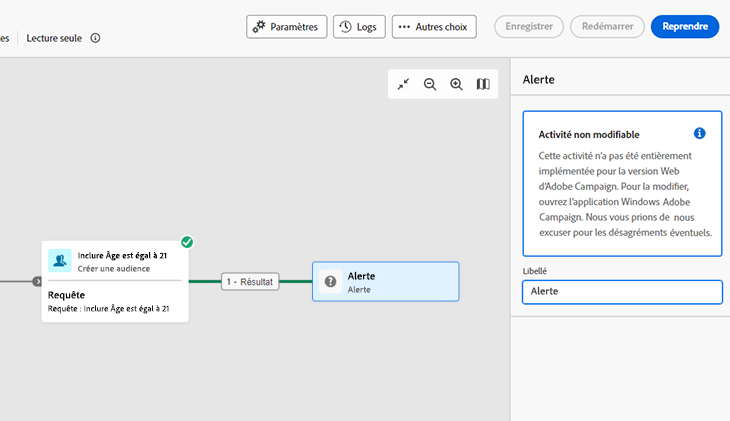 es
Lecture seule
Paramètres
Logs
Autres choix
Enregistrer
Redémarrer
Reprendre
Alerte
Activité non modifiable
Cette activité n'a pas été entièrement
implémentée pour la version Web
d'Adobe Campaign. Pour la modifier,
ouvrez l'application Windows Adobe
Campaign. Nous vous prions de nous
excuser pour les désagréments éventuels.
Libellé
Alerte
Inclure Âge est égal à 21
Créer une audience
Requête
Requête : Inclure Âge est égal à 21
1 - Résultat
Alerte
Alerte